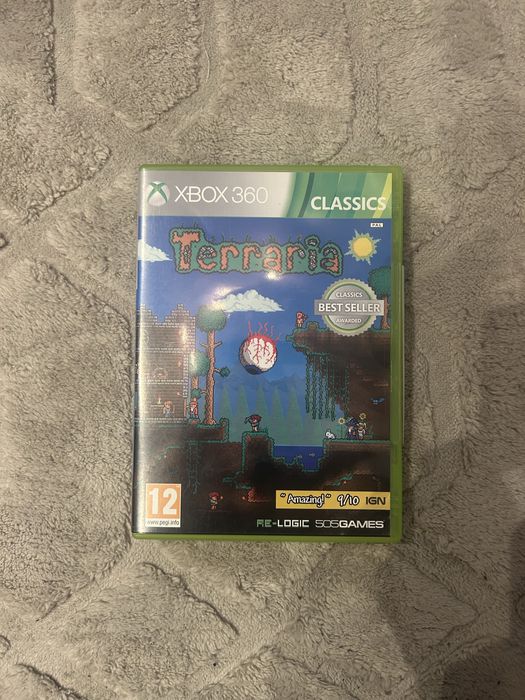 XBOX 360
CLASSICS
PAL
Terraria
CLASSICS
BEST SELLER
AWARDED
12
www.pegi.info
"Amazing!" 9/10 IGN
RE-LOGIC 505GAMES